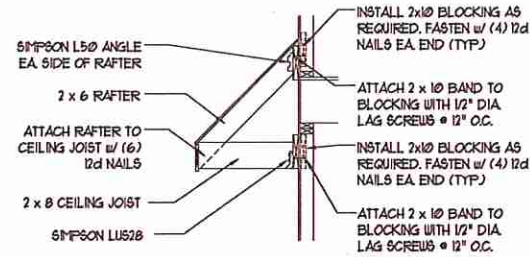 SIMPSON L50 ANGLE
EA. SIDE OF RAFTER
2 x 6 RAFTER
ATTACH RAFTER TO
CEILING JOIST w/ (6)
12d NAILS
2 x 8 CEILING JOIST
SIMPSON LUS28
INSTALL 2x10 BLOCKING AS
REQUIRED. FASTEN w/ (4) 12d
NAILS EA. END (TYP.)
ATTACH 2 x 10 BAND TO
BLOCKING WITH 1/2" DIA.
LAG SCREWS @ 12" O.C.
INSTALL 2x10 BLOCKING AS
REQUIRED. FASTEN w/ (4) 12d
NAILS EA. END (TYP.)
ATTACH 2 x 10 BAND TO
BLOCKING WITH 1/2" DIA.
LAG SCREWS @ 12" O.C.